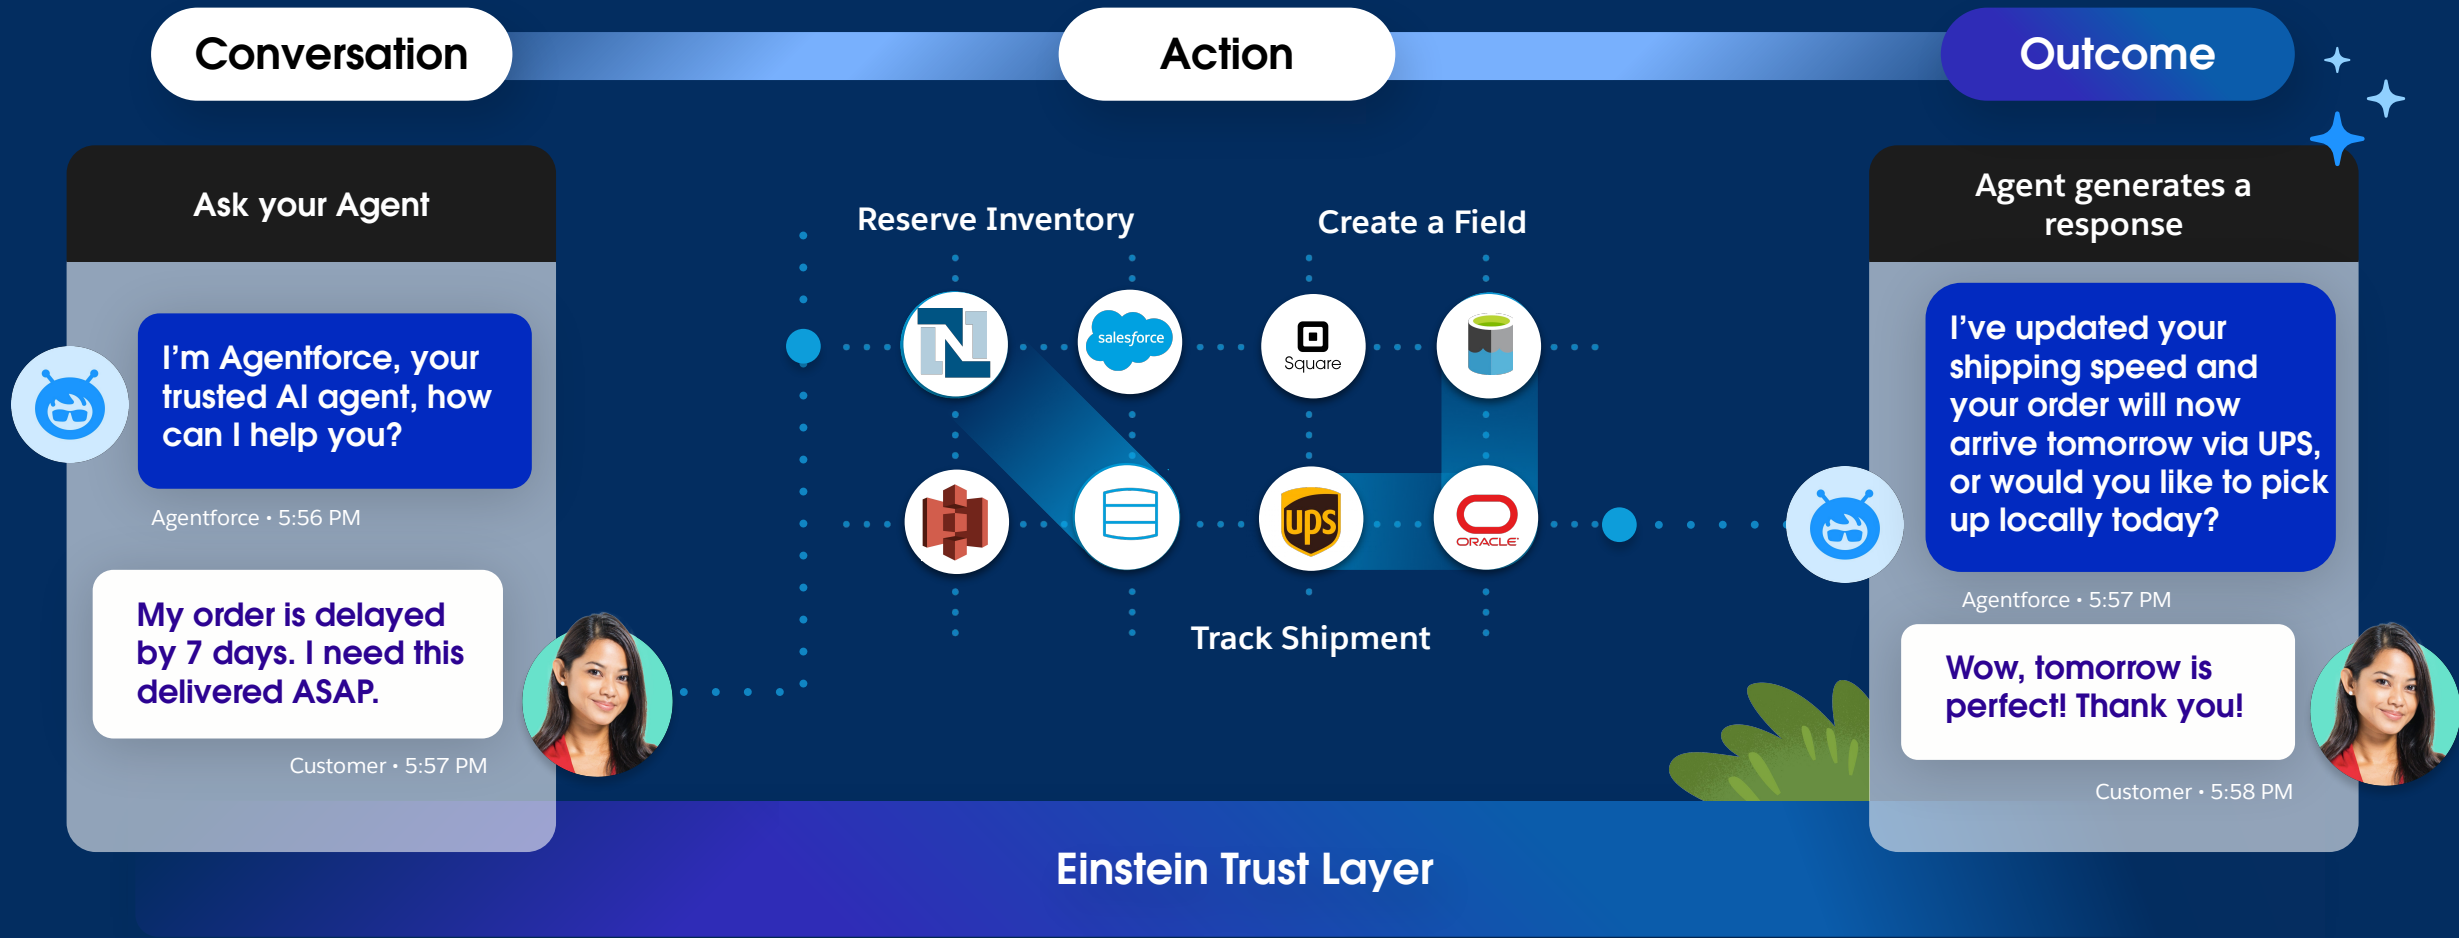 Conversation
Action
Outcome
Ask your Agent
I'm Agentforce, your
trusted AI agent, how
can I help you?
Agentforce • 5:56 PM
My order is delayed
by 7 days. I need this
delivered ASAP.
Customer • 5:57 PM
Reserve Inventory
Create a Field
salesforce
Square
ups
ORACLE
Track Shipment
Agent generates a
response
I've updated your
shipping speed and
your order will now
arrive tomorrow via UPS,
or would you like to pick
up locally today?
Agentforce • 5:57 PM
Wow, tomorrow is
perfect! Thank you!
Customer • 5:58 PM
Einstein Trust Layer